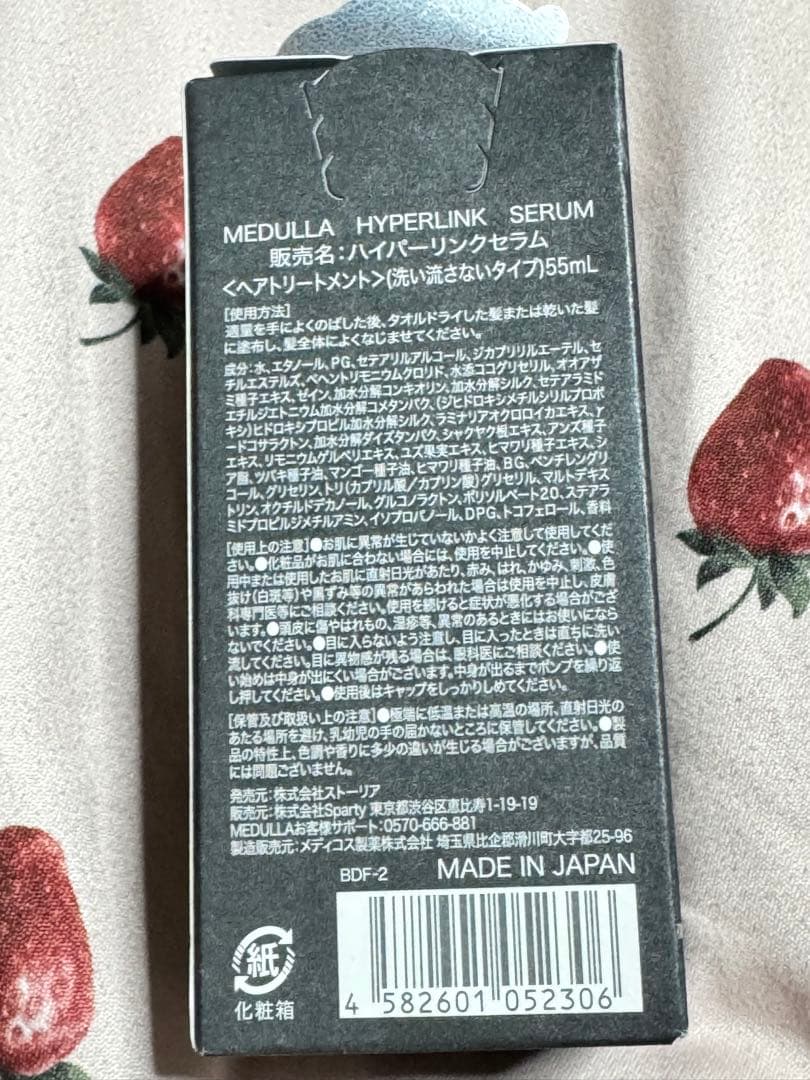 MEDULLA HYPERLINK SERUM
販売名：ハイパーリンクセラム
＜ヘアトリートメント＞（洗い流さないタイプ）55mL
［使用方法］
適量を手によくのばした後、タオルドライした髪または乾いた髪
に塗布し、髪全体によくなじませてください。
成分：水、エタノール、PG、セテアリルアルコール、ジカプリリルエーテル、セ
チルエステルズ、ベヘントリモニウムクロリド、水添ココグリセリル、オオアザ
ミ種子エキス、ゼイン、加水分解コンキオリン、加水分解シルク、セテアラミド
エチルジエトニウム加水分解コメタンパク、（ジヒドロキシメチルシリルプロポ
キシ）ヒドロキシプロピル加水分解シルク、ラミナリアオクロロイカエキス、γ
ードコサラクトン、加水分解ダイズタンパク、シャクヤク根エキス、アンズ種子
エキス、リモニウムゲルベリエキス、ユズ果実エキス、ヒマワリ種子エキス、シ
ア脂、ツバキ種子油、マンゴー種子油、ヒマワリ種子油、BG、ペンチレングリ
コール、グリセリン、トリ（カプリル酸／カプリン酸）グリセリル、マルトデキス
トリン、オクチルドデカノール、グルコノラクトン、ポリソルベート20、ステアラ
ミドプロピルジメチルアミン、イソプロパノール、DPG、トコフェロール、香料
［使用上の注意］●お肌に異常が生じていないかよく注意して使用してくだ
さい。●化粧品がお肌に合わない場合には、使用を中止してください。●使
用中または使用したお肌に直射日光があたり、赤み、はれ、かゆみ、刺激、色
抜け（白斑等）や黒ずみ等の異常があらわれた場合は使用を中止し、皮膚
科専門医等にご相談ください。使用を続けると症状が悪化する場合がござ
います。●頭皮に傷やはれもの、湿疹等、異常のあるときにはお使いになら
ないでください。●目に入らないよう注意し、目に入ったときは直ちに洗い
流してください。目に異物感が残る場合は、眼科医にご相談ください。●使
い始めは中身が出にくい場合がございます。中身が出るまでポンプを繰り返
し押してください。●使用後はキャップをしっかりしめてください。
［保管及び取扱い上の注意］●極端に低温または高温の場所、直射日光の
あたる場所を避け、乳幼児の手の届かないところに保管してください。●製
品の特性上、色調や香りに多少の違いが生じる場合がございますが、品質
には問題ございません。
発売元：株式会社ストーリア
販売元：株式会社Sparty 東京都渋谷区恵比寿1-19-19
MEDULLAお客様サポート：0570-666-881
製造販売元：メディコス製薬株式会社 埼玉県比企郡滑川町大字都25-96
BDF-2 MADE IN JAPAN
紙
化粧箱
4 582601 052306